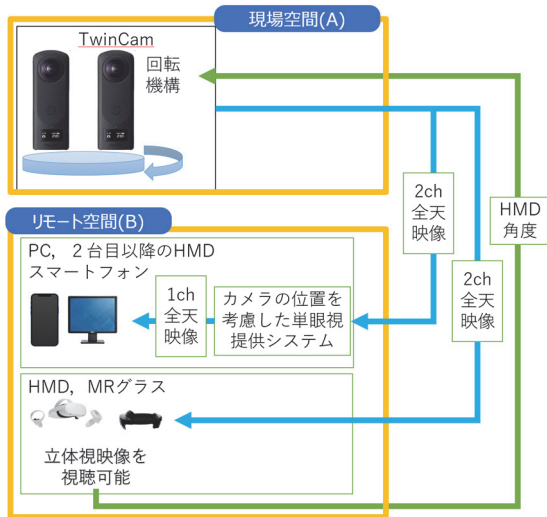 現場空間(A)
TwinCam
回転
機構
2ch
全天
映像
HMD
角度
リモート空間(B)
PC, 2台目以降のHMD
スマートフォン
1ch
全天
映像
カメラの位置を
考慮した単眼視
提供システム
2ch
全天
映像
HMD, MRグラス
立体視映像を
視聴可能